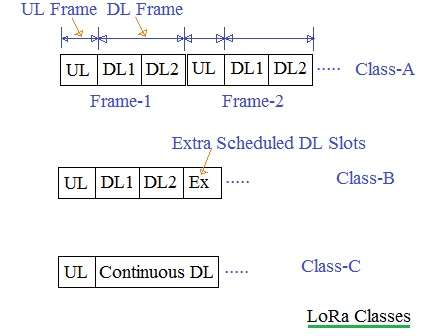 UL Frame DL Frame
UL DL1 DL2 UL DL1 DL2 ..... Class-A
Frame-1 Frame-2
Extra Scheduled DL Slots
UL DL1 DL2 Ex ..... Class-B
UL Continuous DL ..... Class-C
LoRa Classes